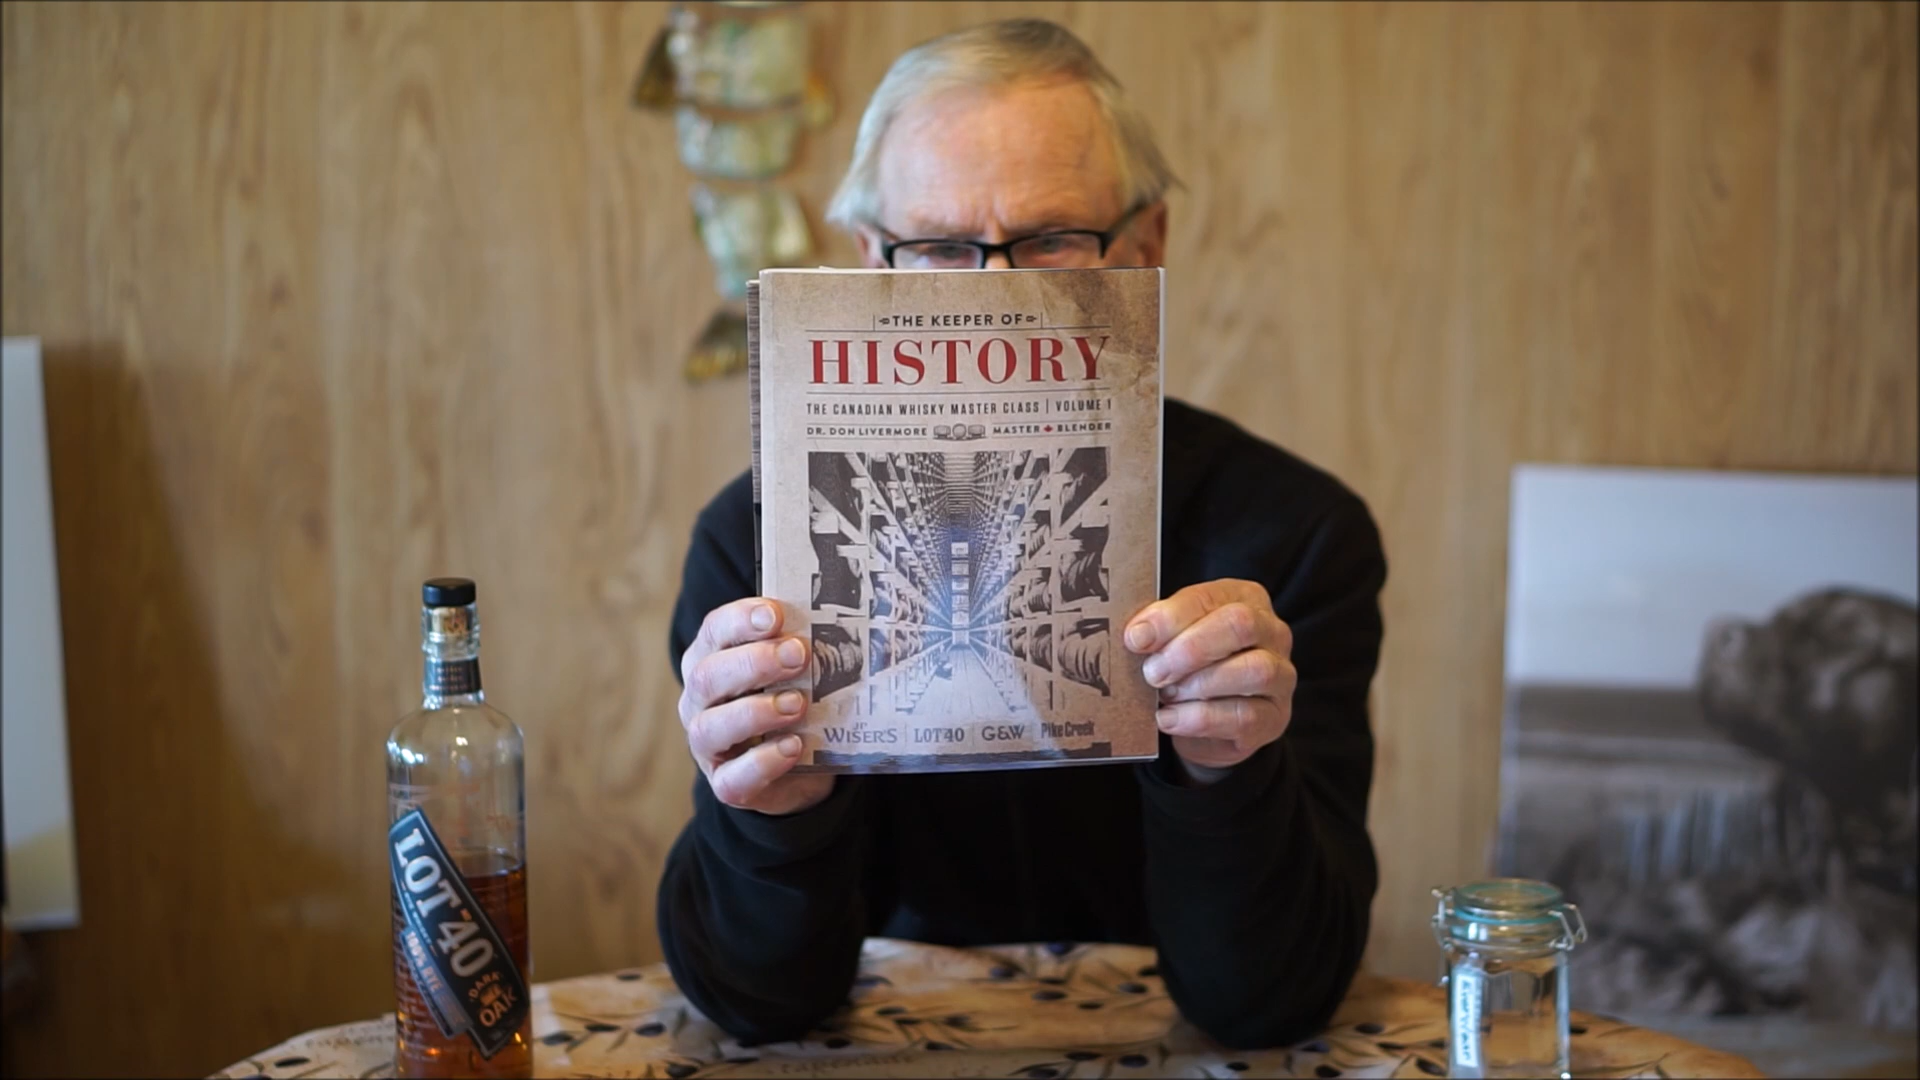 THE KEEPER OF
HISTORY
THE CANADIAN WHISKY MASTER CLASS | VOLUME 1
DR. DON LIVERMORE MASTER BLENDER
JP WISER'S | LOT 40 | G&W | Pike Creek
LOT 40
100% RYE
DARK
OAK